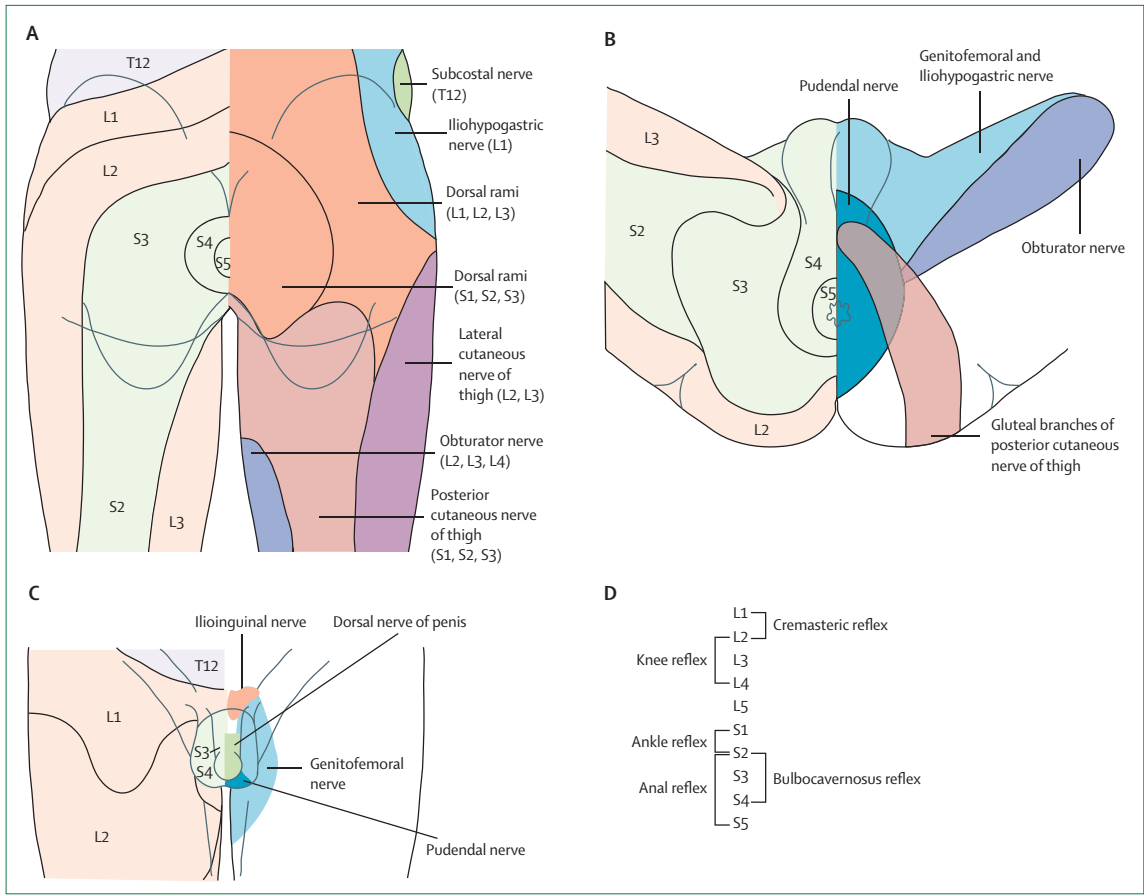 A
T12
L1
L2
S3
S4
S5
S2
L3
Subcostal nerve
(T12)
Iliohypogastric
nerve (L1)
Dorsal rami
(L1, L2, L3)
Dorsal rami
(S1, S2, S3)
Lateral
cutaneous
nerve of
thigh (L2, L3)
Obturator nerve
(L2, L3, L4)
Posterior
cutaneous nerve
of thigh
(S1, S2, S3)
B
Genitofemoral and
Iliohypogastric nerve
Pudendal nerve
L3
S2
S3
S4
S5
L2
Obturator nerve
Gluteal branches of
posterior cutaneous
nerve of thigh
C
Ilioinguinal nerve
Dorsal nerve of penis
T12
L1
S3
S4
L2
Genitofemoral
nerve
Pudendal nerve
D
L1
Cremasteric reflex
L2
Knee reflex
L3
L4
L5
S1
Ankle reflex
S2
S3
Bulbocavernosus reflex
Anal reflex
S4
S5